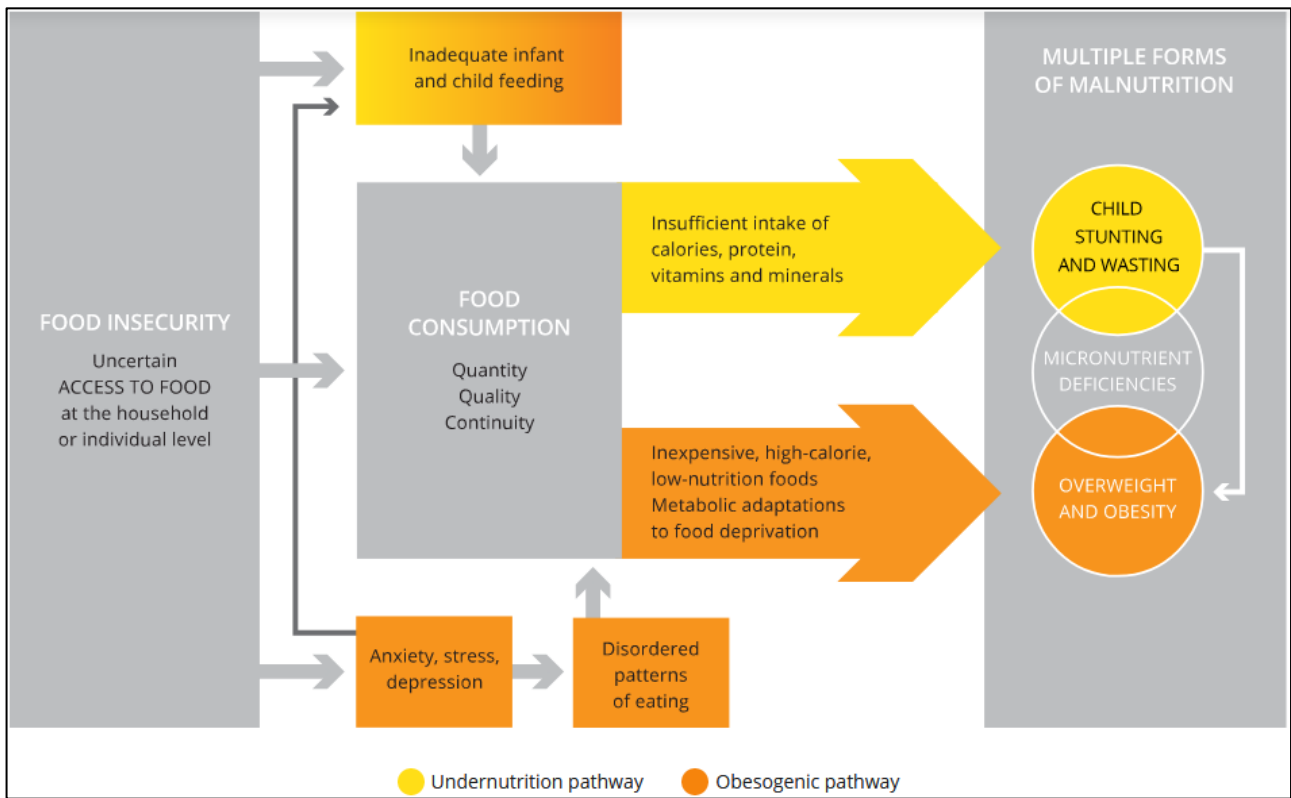 Inadequate infant
and child feeding
MULTIPLE FORMS
OF MALNUTRITION
FOOD INSECURITY
Uncertain
ACCESS TO FOOD
at the household
or individual level
FOOD
CONSUMPTION
Quantity
Quality
Continuity
Insufficient intake of
calories, protein,
vitamins and minerals
Inexpensive, high-calorie,
low-nutrition foods
Metabolic adaptations
to food deprivation
CHILD
STUNTING
AND WASTING
MICRONUTRIENT
DEFICIENCIES
OVERWEIGHT
AND OBESITY
Anxiety, stress,
depression
Disordered
patterns
of eating
Undernutrition pathway
Obesogenic pathway